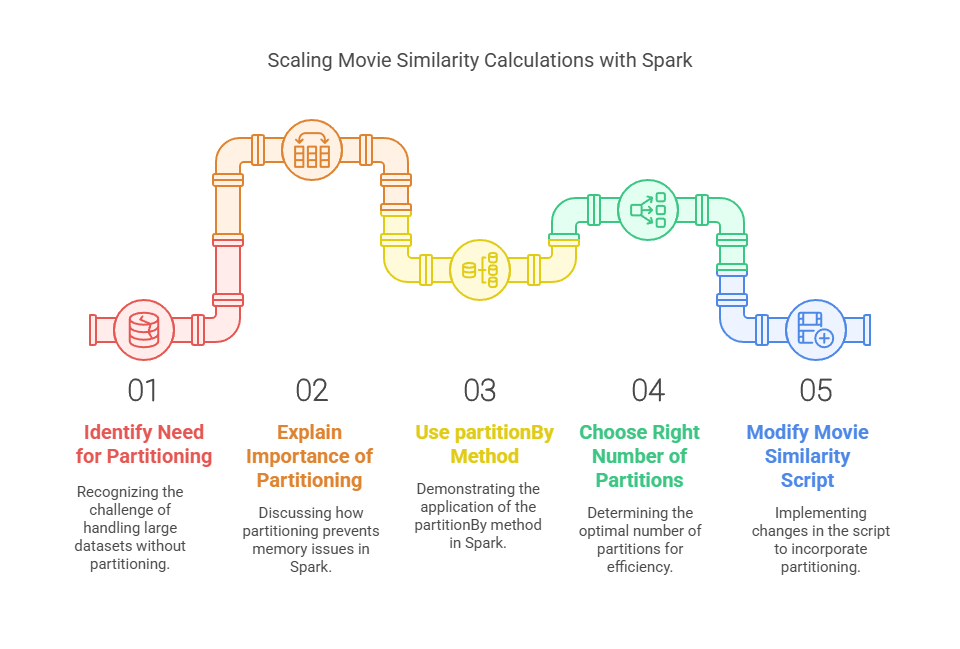 Scaling Movie Similarity Calculations with Spark
01
Identify Need
for Partitioning
Recognizing the
challenge of
handling large
datasets without
partitioning.
02
Explain
Importance of
Partitioning
Discussing how
partitioning prevents
memory issues in
Spark.
03
Use partitionBy
Method
Demonstrating the
application of the
partitionBy method
in Spark.
04
Choose Right
Number of
Partitions
Determining the
optimal number of
partitions for
efficiency.
05
Modify Movie
Similarity
Script
Implementing
changes in the script
to incorporate
partitioning.